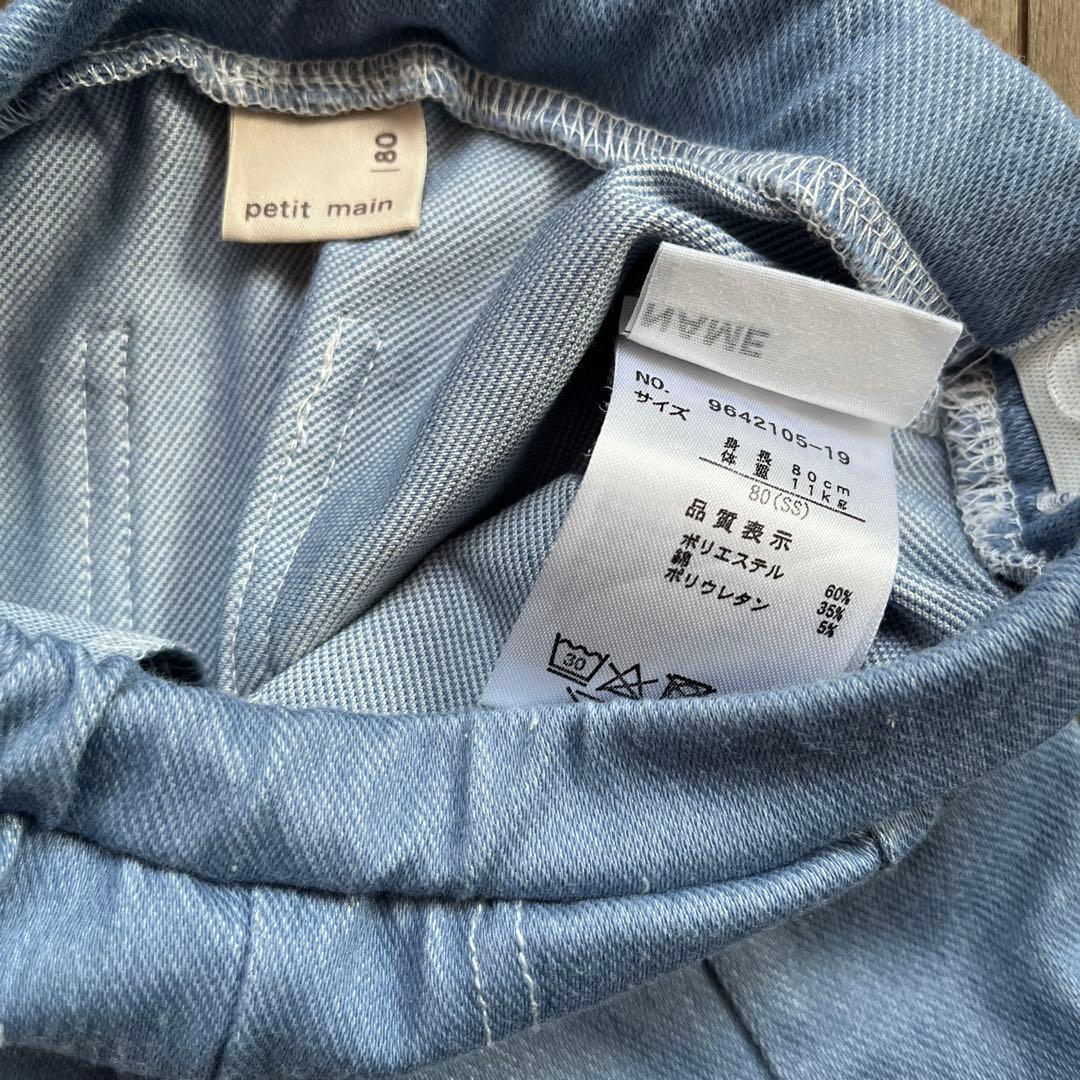 80
petit main
NAME
NO. 9642105-19
サイズ
身長 80cm
体重 11kg
80(SS)
品質表示
ポリエステル 60%
綿 35%
ポリウレタン 5%
30